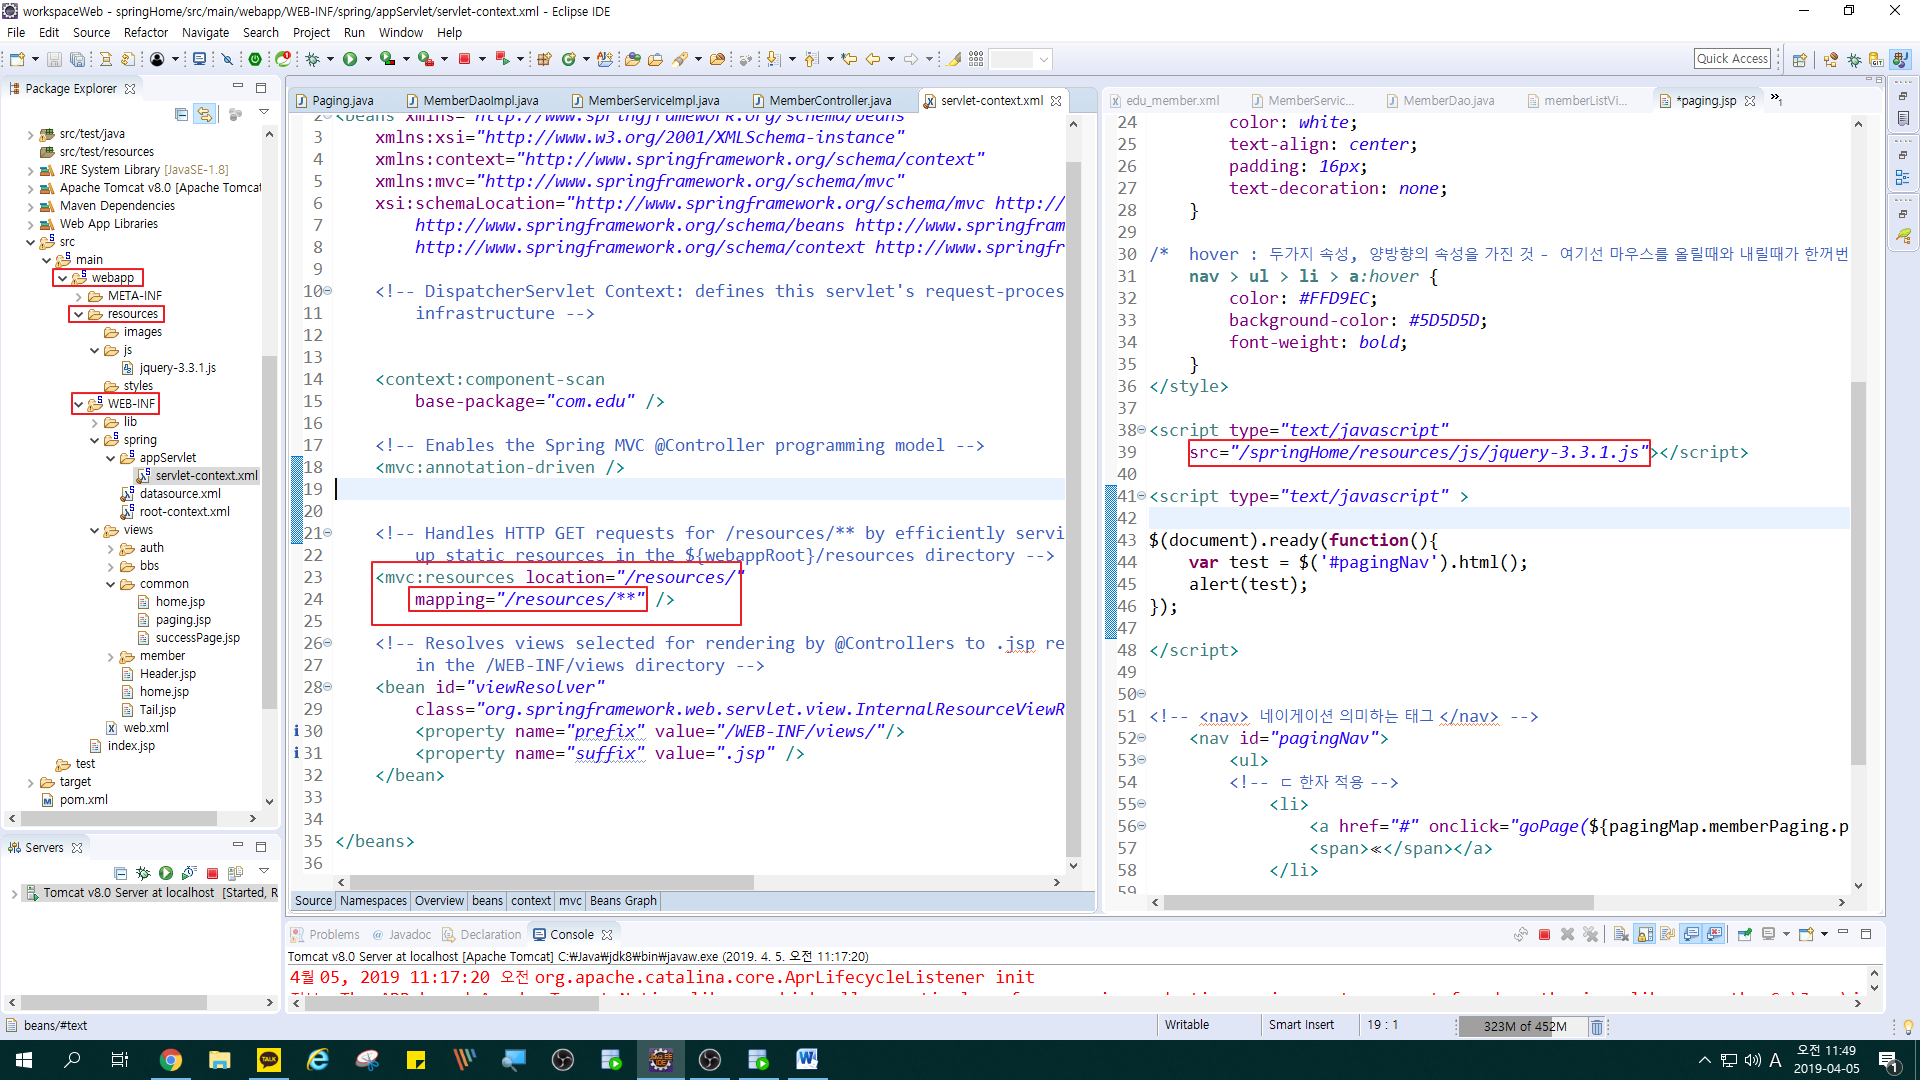 workspaceWeb - springHome/src/main/webapp/WEB-INF/spring/appServlet/servlet-context.xml - Eclipse IDE
File Edit Source Refactor Navigate Search Project Run Window Help
Quick Access
Package Explorer
src/test/java
src/test/resources
JRE System Library [JavaSE-1.8]
Apache Tomcat v8.0 [Apache Tomcat
Maven Dependencies
Web App Libraries
src
main
webapp
META-INF
resources
images
js
jquery-3.3.1.js
styles
WEB-INF
lib
spring
appServlet
servlet-context.xml
datasource.xml
root-context.xml
views
auth
bbs
common
home.jsp
paging.jsp
successPage.jsp
member
Header.jsp
home.jsp
Tail.jsp
web.xml
index.jsp
test
target
pom.xml
Servers
Tomcat v8.0 Server at localhost [Started, R
Paging.java MemberDaoImpl.java MemberServiceImpl.java MemberController.java servlet-context.xml
2 <beans xmlns="http://www.springframework.org/schema/beans"
3 xmlns:xsi="http://www.w3.org/2001/XMLSchema-instance"
4 xmlns:context="http://www.springframework.org/schema/context"
5 xmlns:mvc="http://www.springframework.org/schema/mvc"
6 xsi:schemaLocation="http://www.springframework.org/schema/mvc http://
7 http://www.springframework.org/schema/beans http://www.springfram
8 http://www.springframework.org/schema/context http://www.springfr
9
10 <!-- DispatcherServlet Context: defines this servlet's request-proces
11 infrastructure -->
12
13
14 <context:component-scan
15 base-package="com.edu" />
16
17 <!-- Enables the Spring MVC @Controller programming model -->
18 <mvc:annotation-driven />
19
20
21 <!-- Handles HTTP GET requests for /resources/** by efficiently servi
22 up static resources in the ${webappRoot}/resources directory -->
23 <mvc:resources location="/resources/"
24 mapping="/resources/**" />
25
26 <!-- Resolves views selected for rendering by @Controllers to .jsp re
27 in the /WEB-INF/views directory -->
28 <bean id="viewResolver"
29 class="org.springframework.web.servlet.view.InternalResourceViewR
30 <property name="prefix" value="/WEB-INF/views/"/>
31 <property name="suffix" value=".jsp" />
32 </bean>
33
34
35 </beans>
36
Source Namespaces Overview beans context mvc Beans Graph
edu_member.xml MemberServic... MemberDao.java memberListVi... *paging.jsp »1
24 color: white;
25 text-align: center;
26 padding: 16px;
27 text-decoration: none;
28 }
29
30 /* hover : 두가지 속성, 양방향의 속성을 가진 것 - 여기선 마우스를 올릴때와 내릴때가 한꺼번
31 nav > ul > li > a:hover {
32 color: #FFD9EC;
33 background-color: #5D5D5D;
34 font-weight: bold;
35 }
36 </style>
37
38 <script type="text/javascript"
39 src="/springHome/resources/js/jquery-3.3.1.js"></script>
40
41 <script type="text/javascript" >
42
43 $(document).ready(function(){
44 var test = $('#pagingNav').html();
45 alert(test);
46 });
47
48 </script>
49
50
51 <!-- <nav> 네이게이션 의미하는 태그 </nav> -->
52 <nav id="pagingNav">
53 <ul>
54 <!-- ㄷ 한자 적용 -->
55 <li>
56 <a href="#" onclick="goPage(${pagingMap.memberPaging.p
57 <span>≪</span></a>
58 </li>
59
Problems Javadoc Declaration Console
Tomcat v8.0 Server at localhost [Apache Tomcat] C:₩Java₩jdk8₩bin₩javaw.exe (2019. 4. 5. 오전 11:17:20)
4월 05, 2019 11:17:20 오전 org.apache.catalina.core.AprLifecycleListener init
beans/#text
Writable
Smart Insert
19 : 1
323M of 452M
TALK
A
오전 11:49
2019-04-05
1